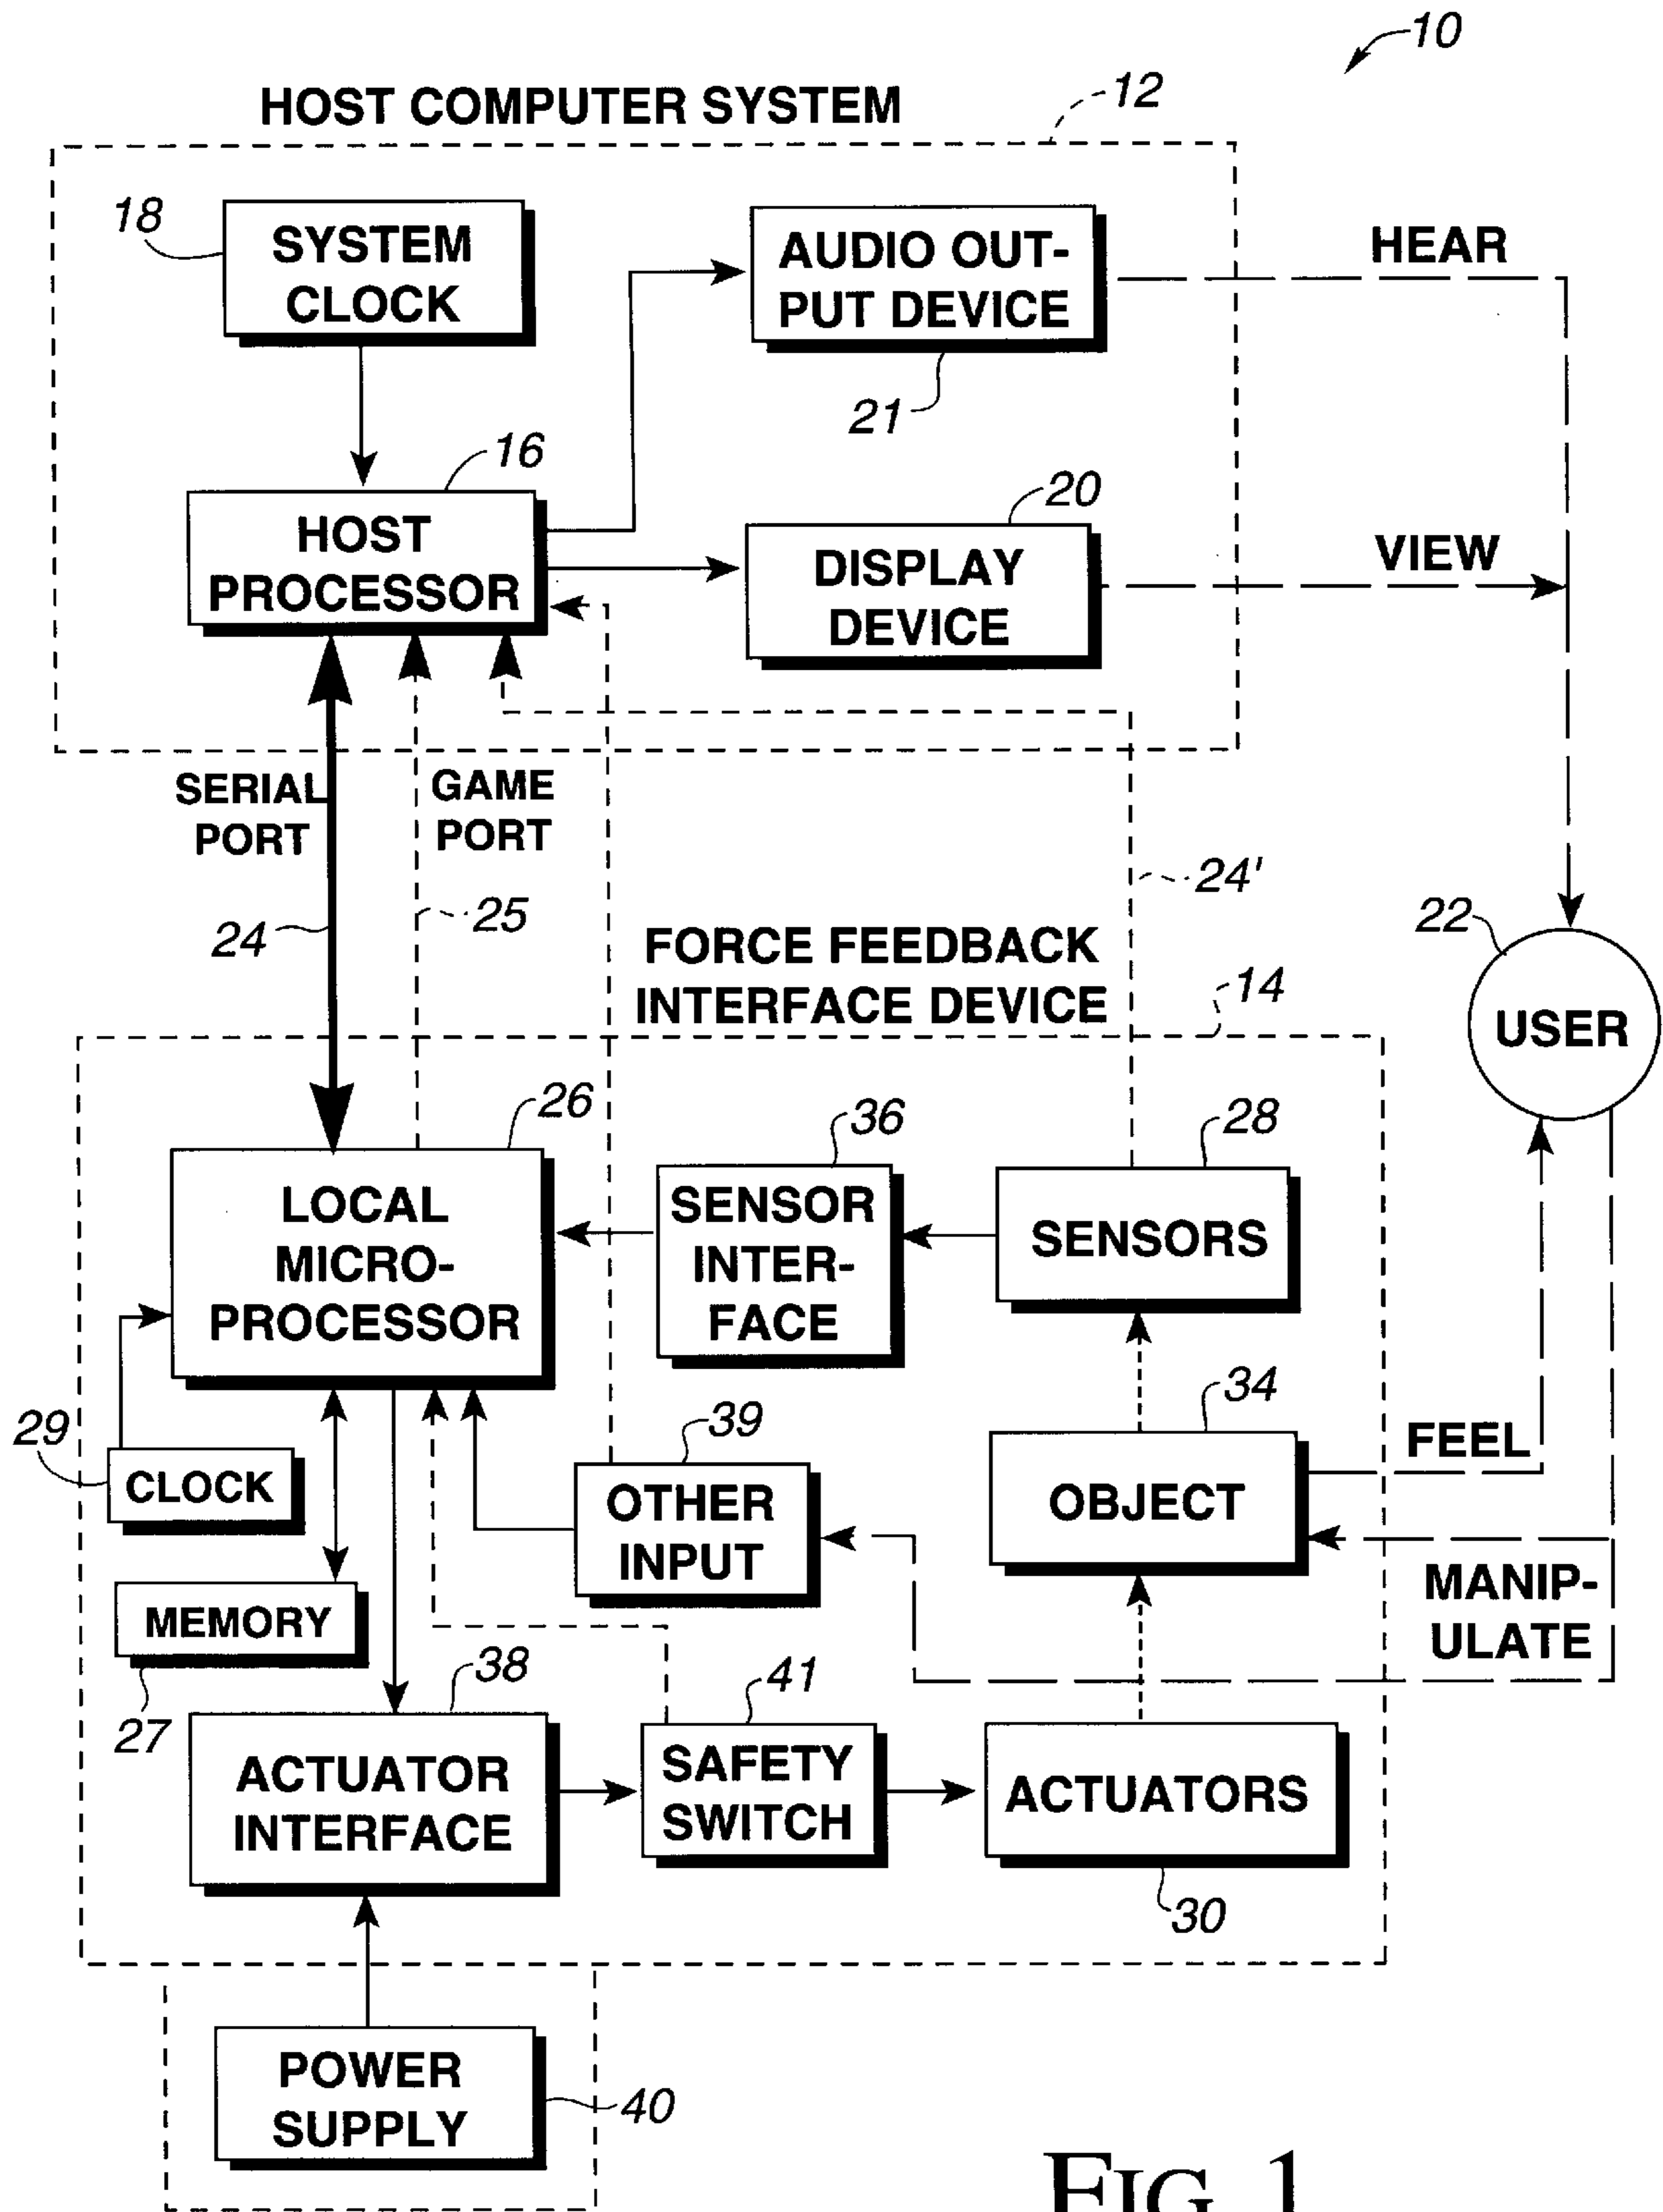 10
HOST COMPUTER SYSTEM
12
18
SYSTEM
CLOCK
AUDIO OUT-
PUT DEVICE
HEAR
21
16
HOST
PROCESSOR
20
DISPLAY
DEVICE
VIEW
SERIAL
PORT
GAME
PORT
24
25
24'
FORCE FEEDBACK
INTERFACE DEVICE
14
22
USER
26
LOCAL
MICRO-
PROCESSOR
36
SENSOR
INTER-
FACE
28
SENSORS
29
CLOCK
39
OTHER
INPUT
34
OBJECT
FEEL
MANIP-
ULATE
MEMORY
27
38
ACTUATOR
INTERFACE
41
SAFETY
SWITCH
ACTUATORS
30
POWER
SUPPLY
40
FIG. 1